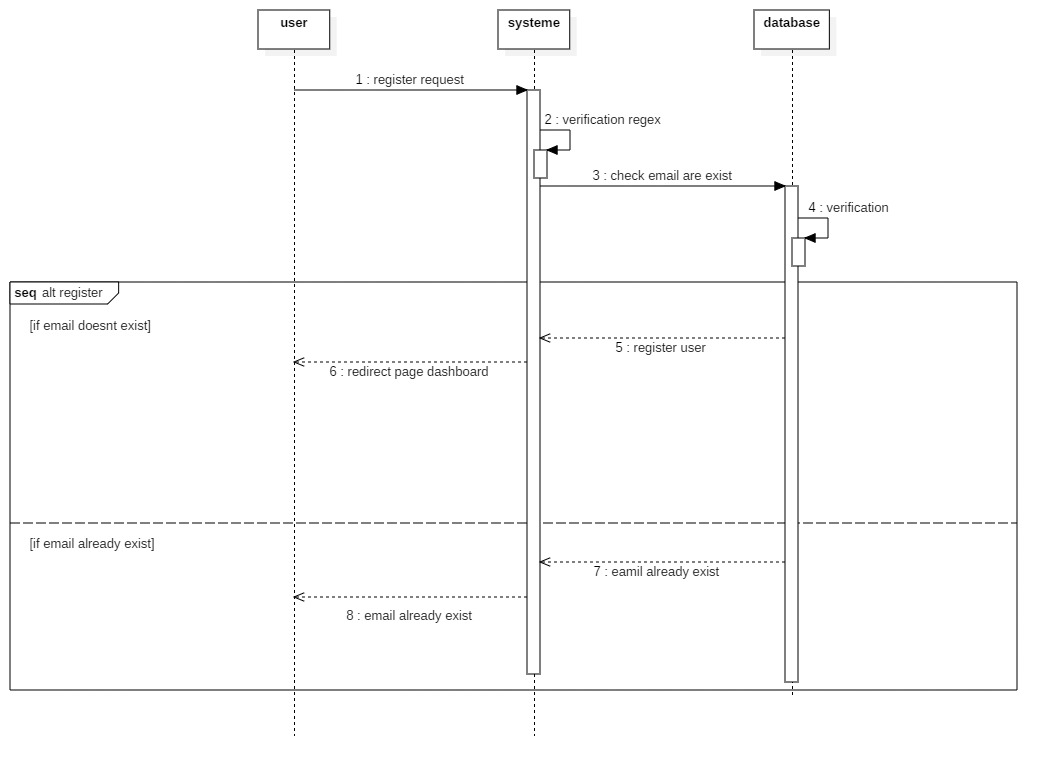 user
systeme
database
1 : register request
2 : verification regex
3 : check email are exist
4 : verification
seq alt register
[if email doesnt exist]
5 : register user
6 : redirect page dashboard
[if email already exist]
7 : eamil already exist
8 : email already exist